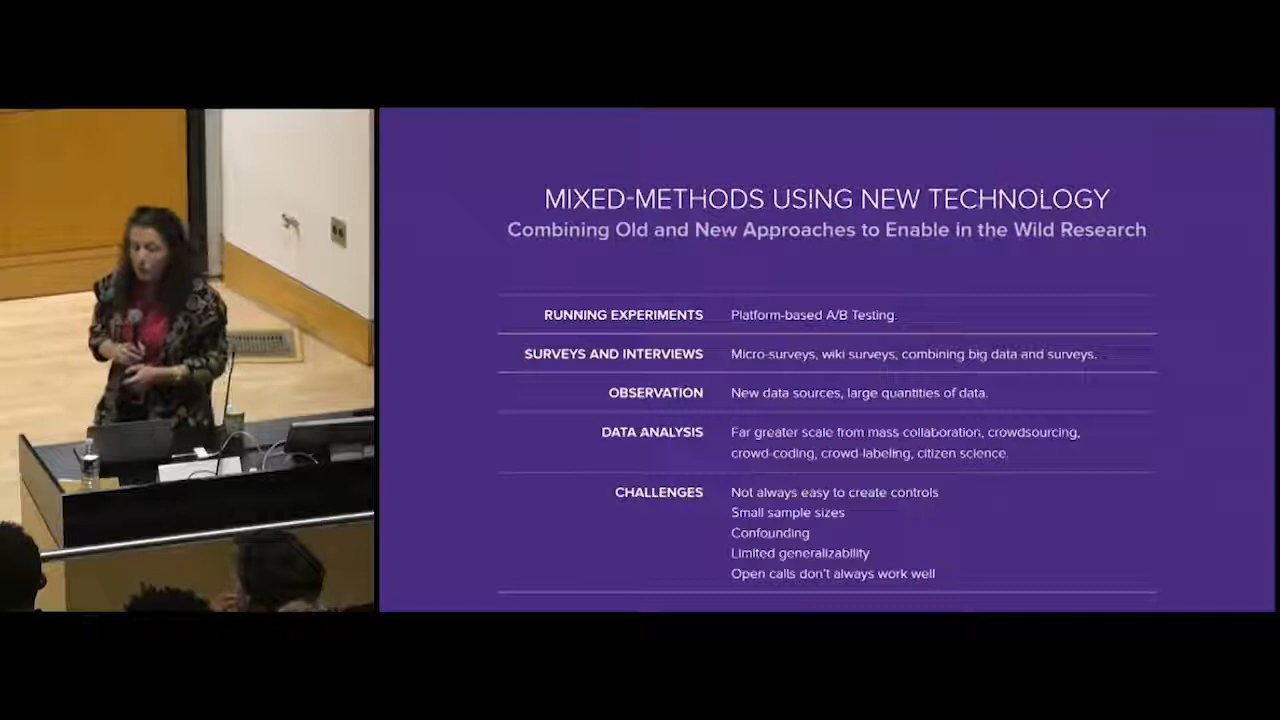 MIXED-METHODS USING NEW TECHNOLOGY
Combining Old and New Approaches to Enable in the Wild Research
RUNNING EXPERIMENTS Platform-based A/B Testing.
SURVEYS AND INTERVIEWS Micro-surveys, wiki surveys, combining big data and surveys.
OBSERVATION New data sources, large quantities of data.
DATA ANALYSIS Far greater scale from mass collaboration, crowdsourcing,
crowd-coding, crowd-labeling, citizen science.
CHALLENGES Not always easy to create controls
Small sample sizes
Confounding
Limited generalizability
Open calls don't always work well